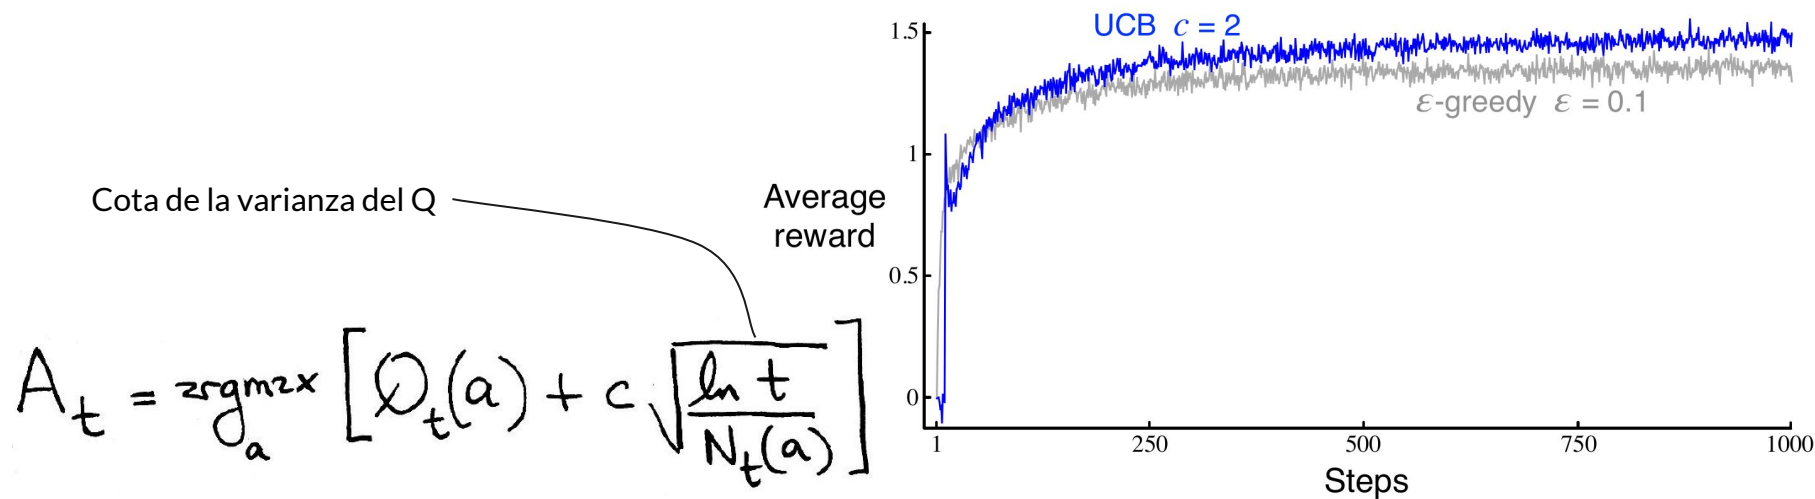 Cota de la varianza del Q
A_t = argmax_a [ Q_t(a) + c √(ln t / N_t(a)) ]
UCB c = 2
ε-greedy ε = 0.1
Average
reward
1.5
1
0.5
0
1 250 500 750 1000
Steps